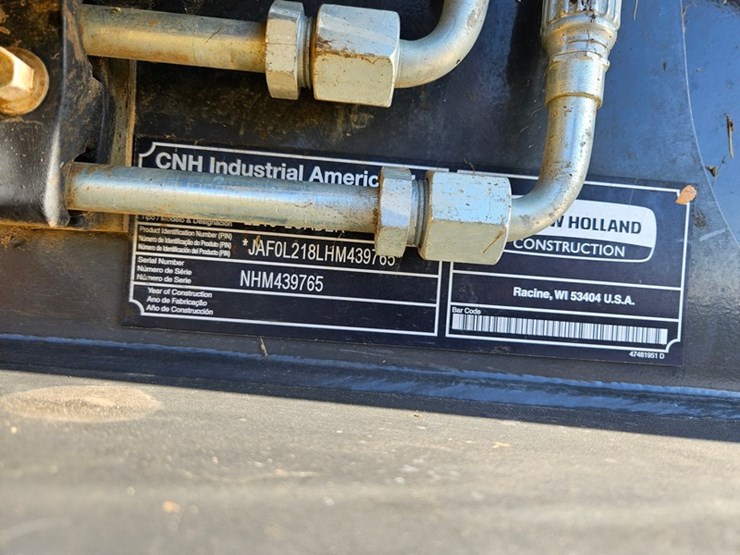 CNH Industrial Americ
Product Identification Number (PIN)
Número de Identificação do Produto (PIN)
Número de Identificación del Producto (PIN)
*JAF0L218LHM439765
Serial Number
Número de Série
Número de Serie
NHM439765
Year of Construction
Ano de Fabricação
Año de Construcción
W HOLLAND
CONSTRUCTION
Racine, WI 53404 U.S.A.
Bar Code
47481951 D